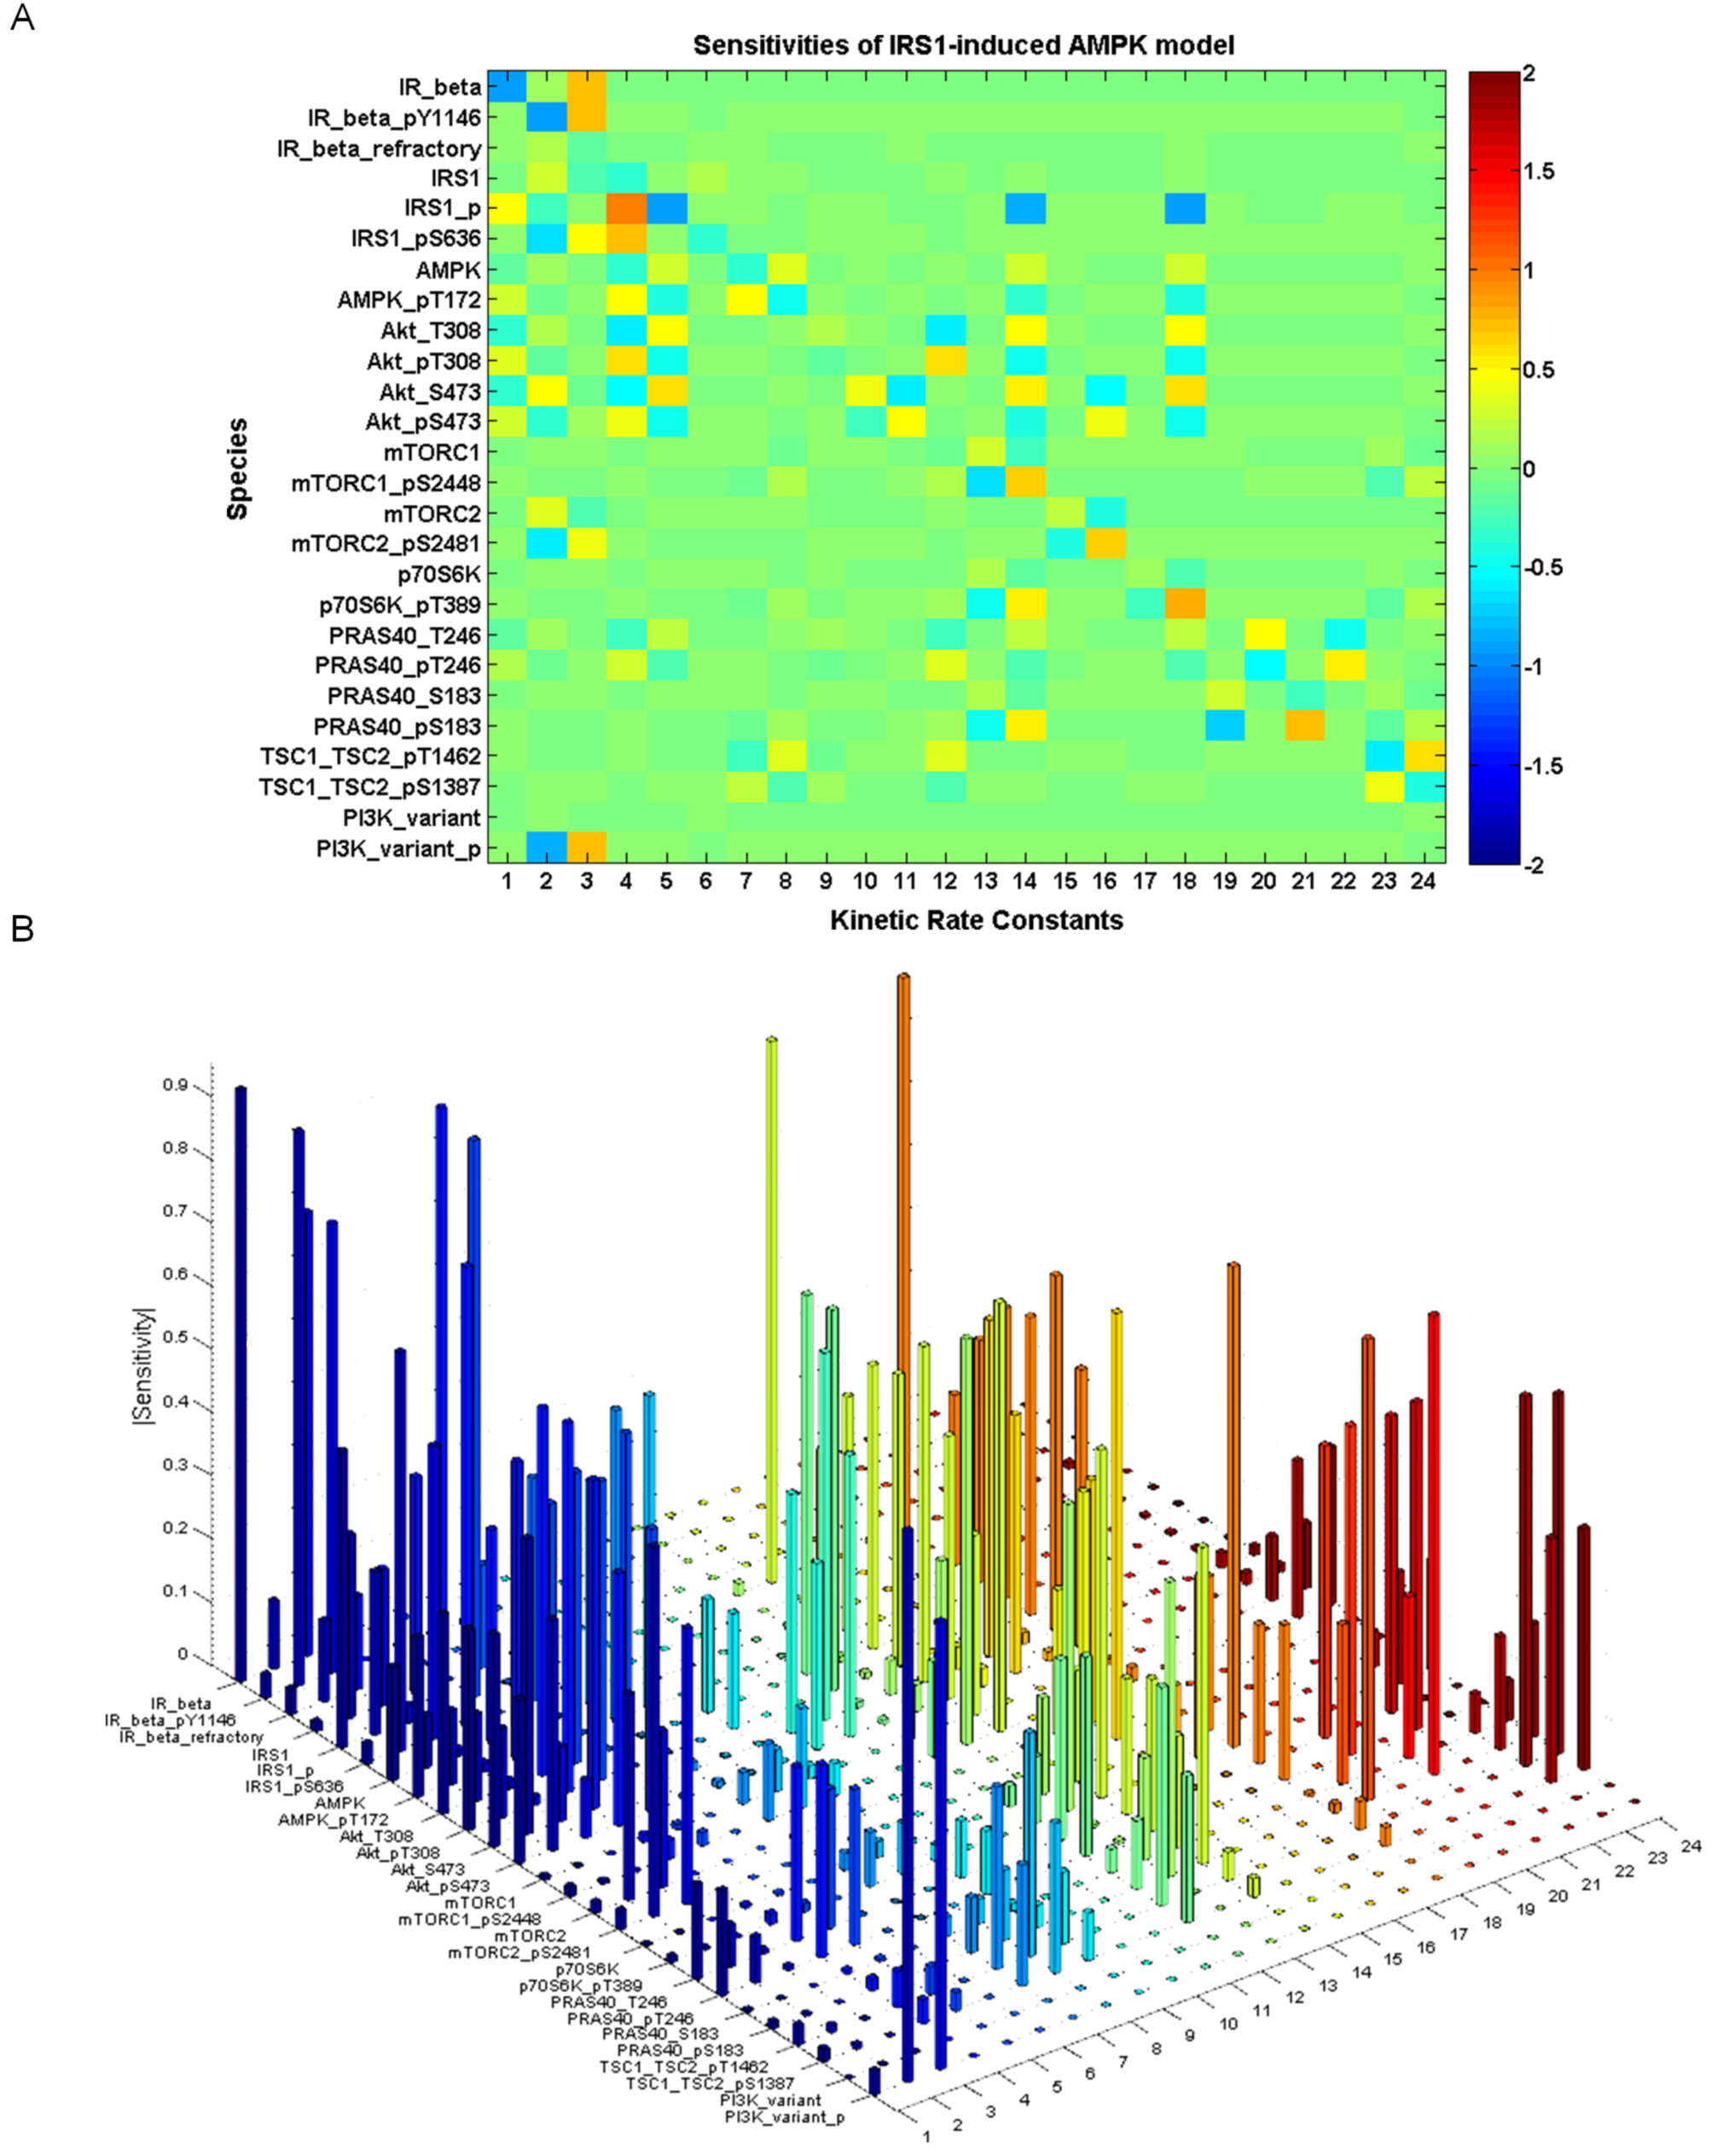 A
Sensitivities of IRS1-induced AMPK model
Species
IR_beta
IR_beta_pY1146
IR_beta_refractory
IRS1
IRS1_p
IRS1_pS636
AMPK
AMPK_pT172
Akt_T308
Akt_pT308
Akt_S473
Akt_pS473
mTORC1
mTORC1_pS2448
mTORC2
mTORC2_pS2481
p70S6K
p70S6K_pT389
PRAS40_T246
PRAS40_pT246
PRAS40_S183
PRAS40_pS183
TSC1_TSC2_pT1462
TSC1_TSC2_pS1387
PI3K_variant
PI3K_variant_p
1 2 3 4 5 6 7 8 9 10 11 12 13 14 15 16 17 18 19 20 21 22 23 24
Kinetic Rate Constants
2
1.5
1
0.5
0
-0.5
-1
-1.5
-2
B
|Sensitivity|
0.9
0.8
0.7
0.6
0.5
0.4
0.3
0.2
0.1
0
IR_beta
IR_beta_pY1146
IR_beta_refractory
IRS1
IRS1_p
IRS1_pS636
AMPK
AMPK_pT172
Akt_T308
Akt_pT308
Akt_S473
Akt_pS473
mTORC1
mTORC1_pS2448
mTORC2
mTORC2_pS2481
p70S6K
p70S6K_pT389
PRAS40_T246
PRAS40_pT246
PRAS40_S183
PRAS40_pS183
TSC1_TSC2_pT1462
TSC1_TSC2_pS1387
PI3K_variant
PI3K_variant_p
1 2 3 4 5 6 7 8 9 10 11 12 13 14 15 16 17 18 19 20 21 22 23 24